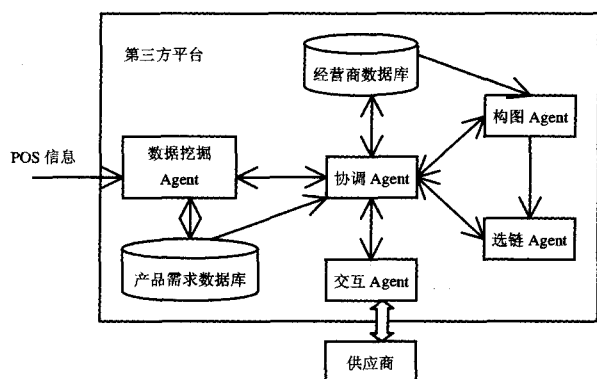 第三方平台
经营商数据库
构图 Agent
POS 信息
数据挖掘
Agent
协调 Agent
选链 Agent
产品需求数据库
交互 Agent
供应商